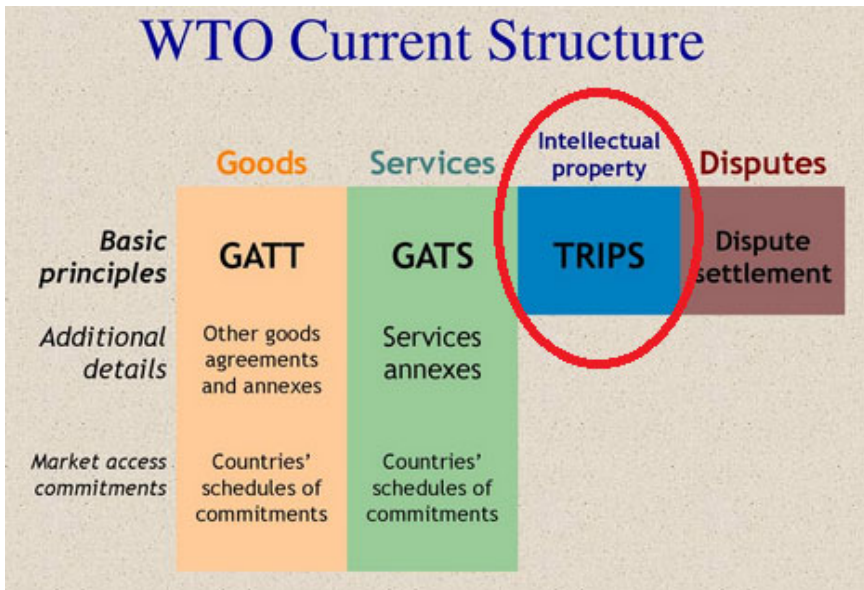 WTO Current Structure
Goods
Services
Intellectual
property
Disputes
Basic
principles
GATT
GATS
TRIPS
Dispute
settlement
Additional
details
Other goods
agreements
and annexes
Services
annexes
Market access
commitments
Countries’
schedules of
commitments
Countries’
schedules of
commitments